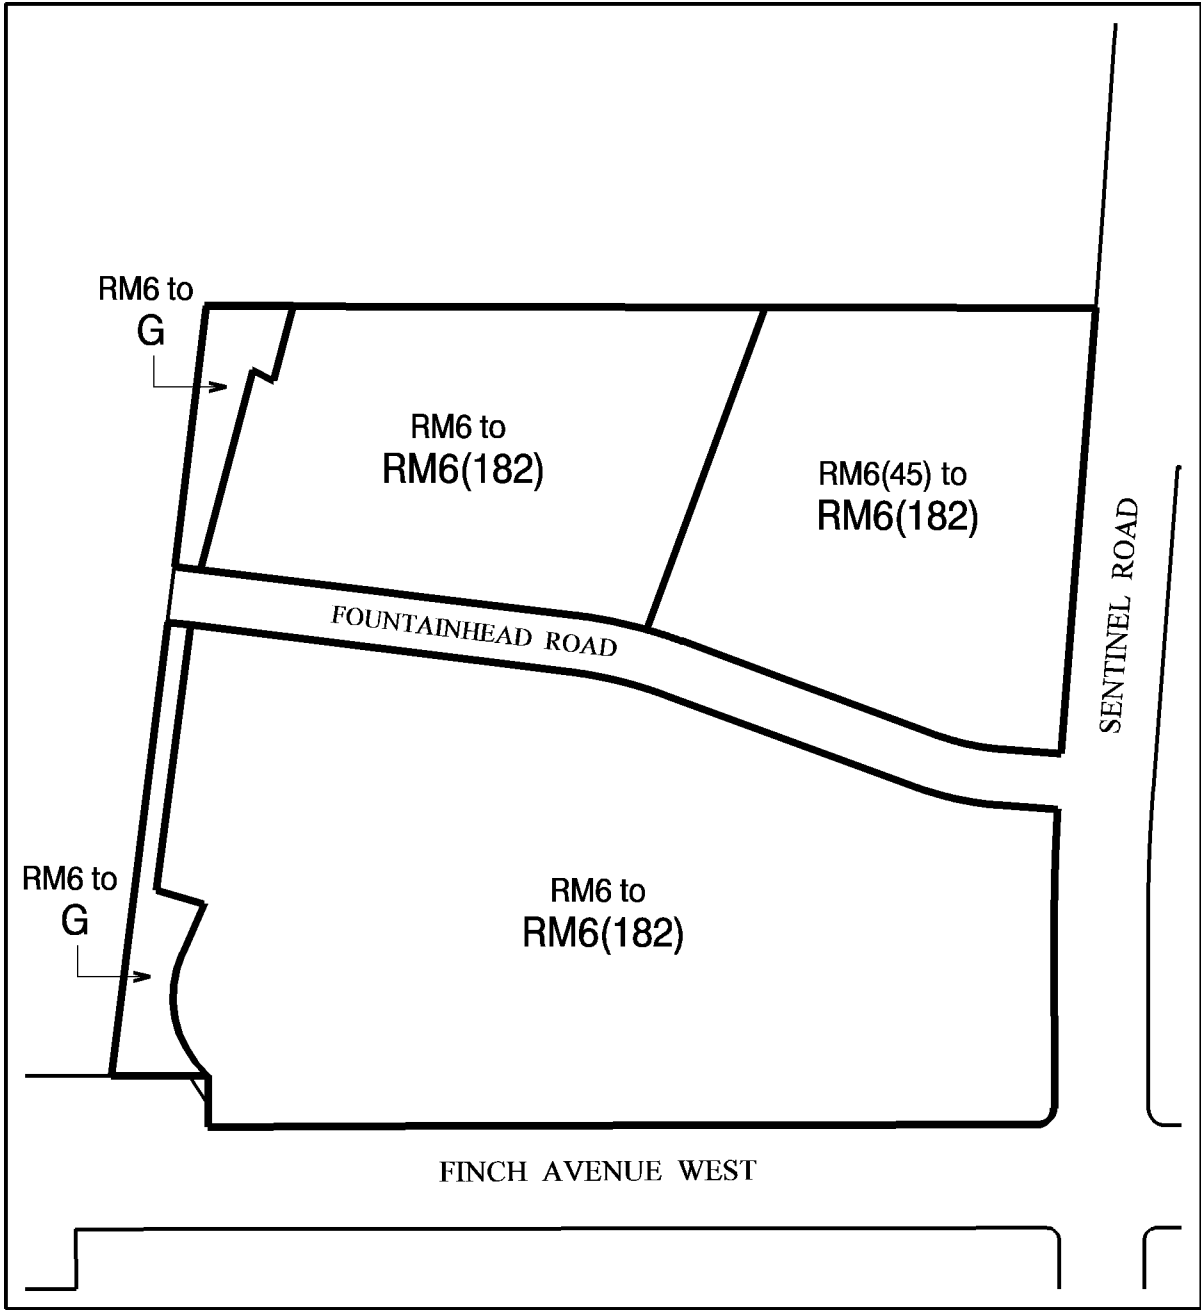 RM6 to
G
RM6 to
RM6(182)
RM6(45) to
RM6(182)
FOUNTAINHEAD ROAD
SENTINEL ROAD
RM6 to
G
RM6 to
RM6(182)
FINCH AVENUE WEST